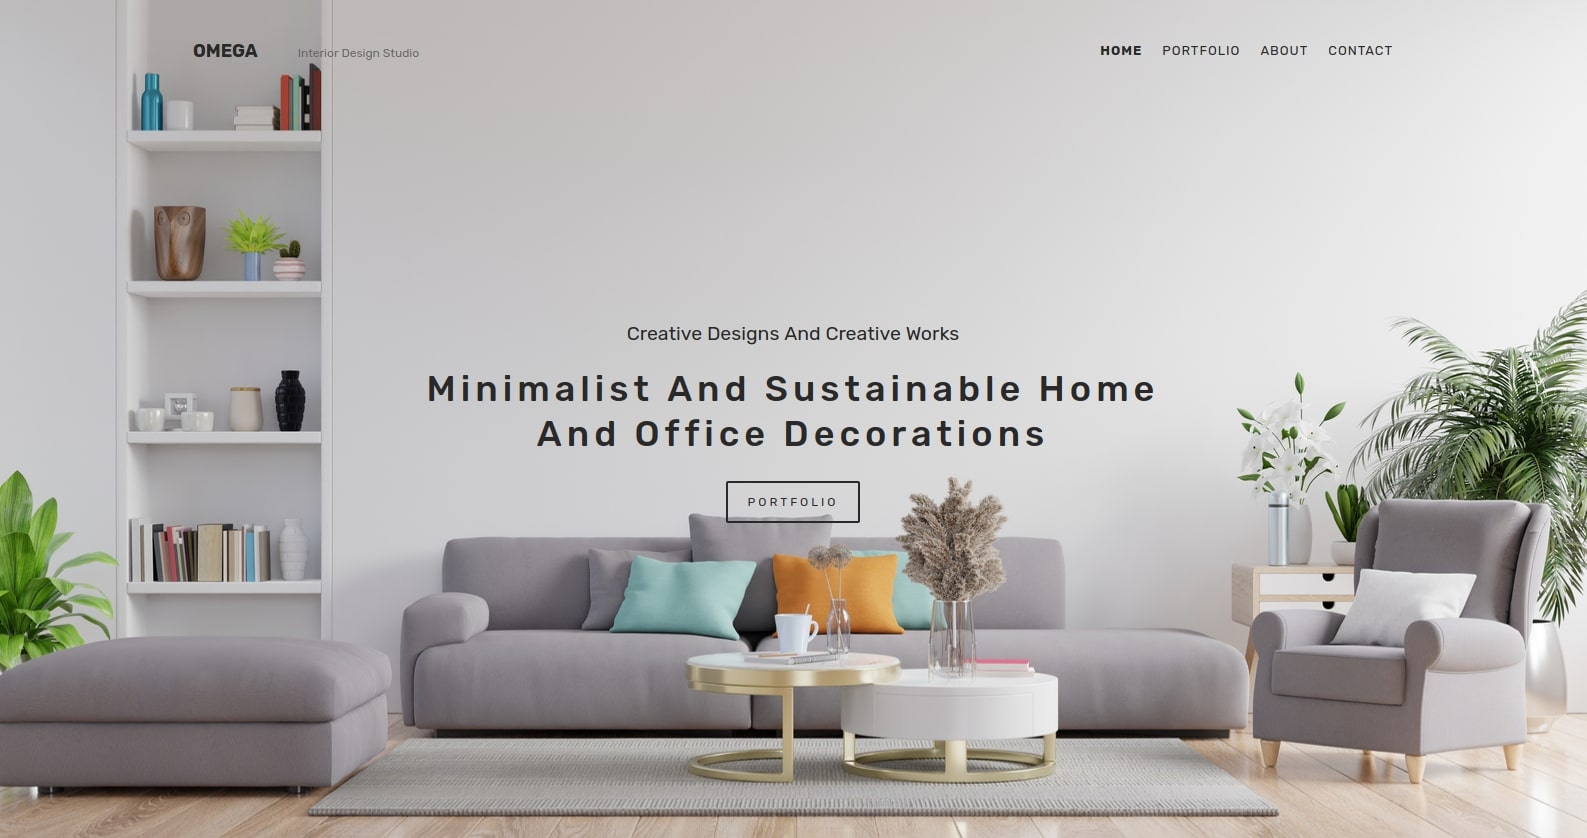 OMEGA
Interior Design Studio
HOME PORTFOLIO ABOUT CONTACT
Creative Designs And Creative Works
Minimalist And Sustainable Home
And Office Decorations
PORTFOLIO